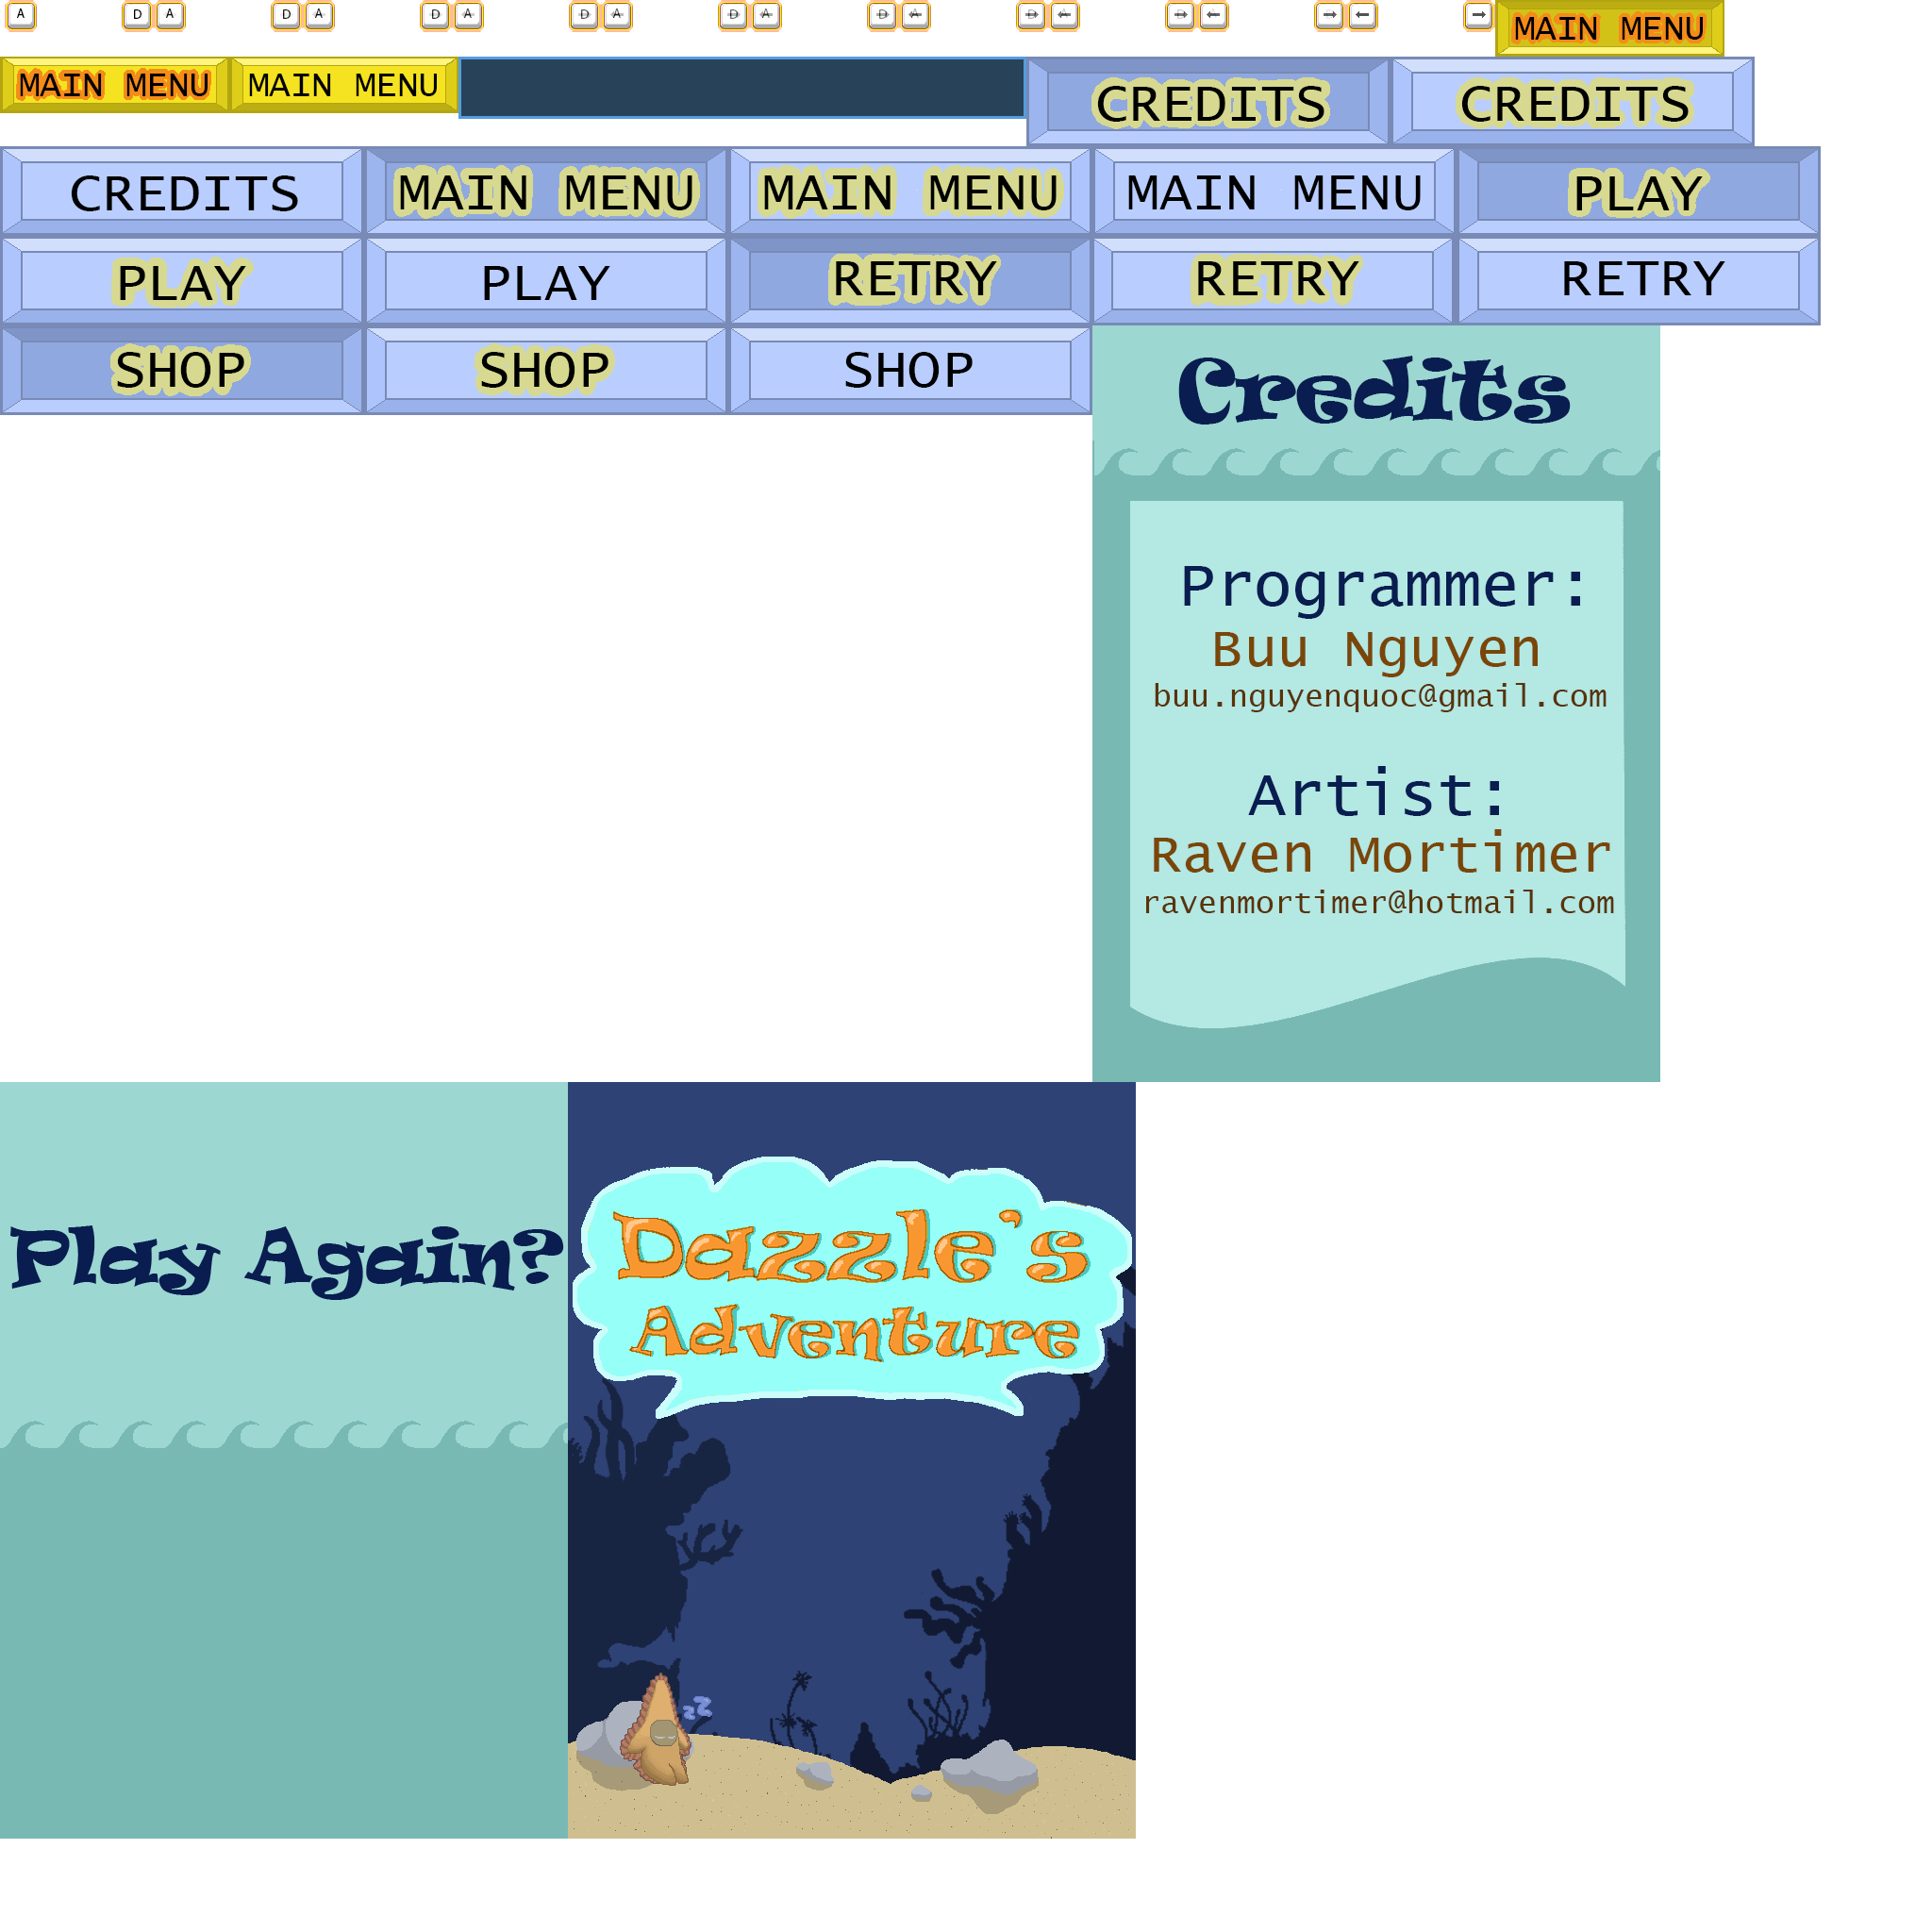 A D A D A D A D A D A D A D A D A MAIN MENU
MAIN MENU MAIN MENU CREDITS CREDITS
CREDITS MAIN MENU MAIN MENU MAIN MENU PLAY
PLAY PLAY RETRY RETRY RETRY
SHOP SHOP SHOP
Credits
Programmer:
Buu Nguyen
buu.nguyenquoc@gmail.com
Artist:
Raven Mortimer
ravenmortimer@hotmail.com
Play Again?
Dazzle's
Adventure
zz